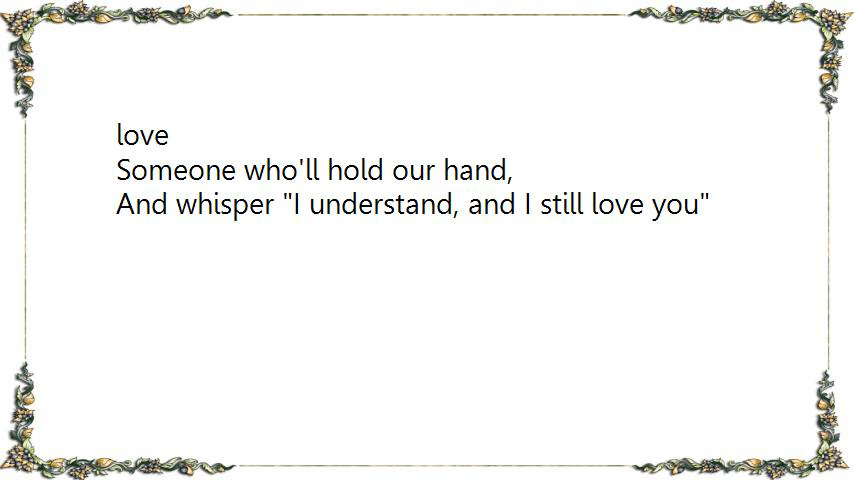 love
Someone who'll hold our hand,
And whisper "I understand, and I still love you"